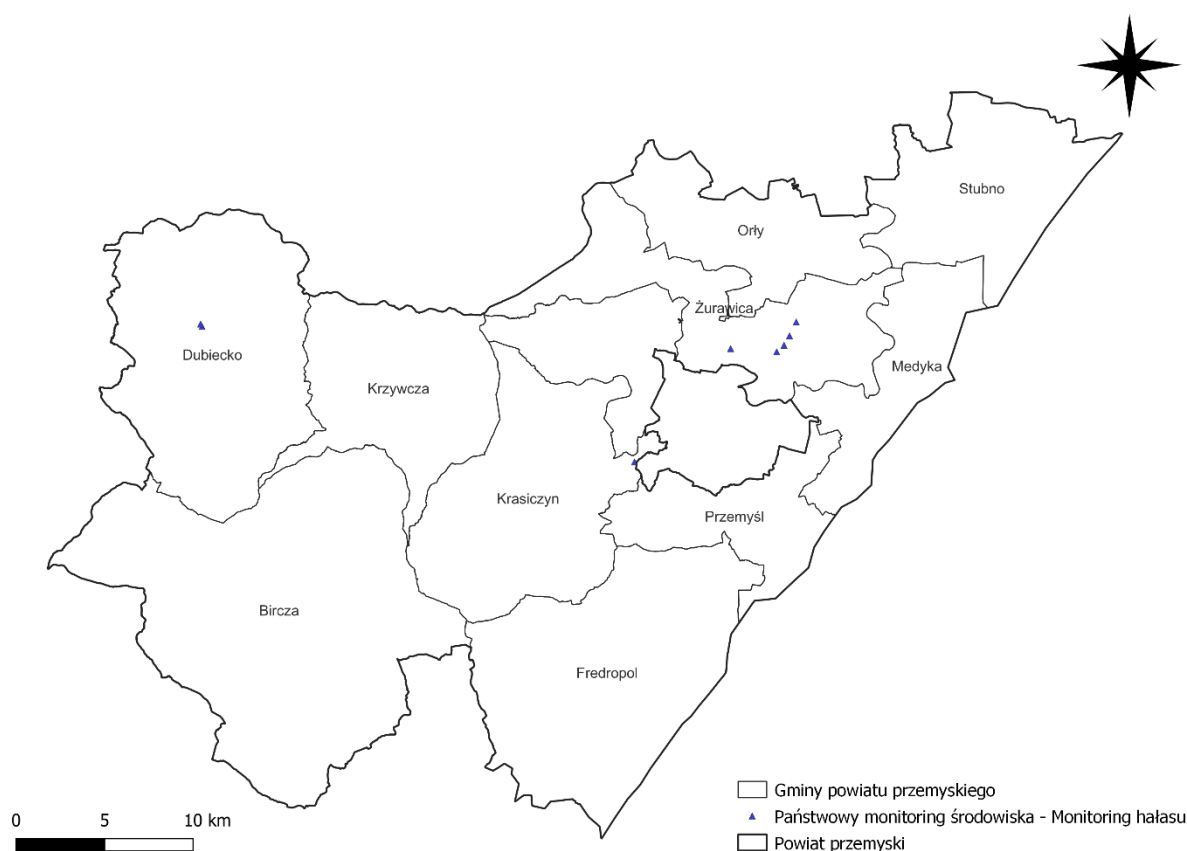 Stubno
Orły
Żurawica
Dubiecko
Medyka
Krzywcza
Krasiczyn
Przemyśl
Bircza
Fredropol
Gminy powiatu przemyskiego
Państwowy monitoring środowiska - Monitoring hałasu
Powiat przemyski
0 5 10 km